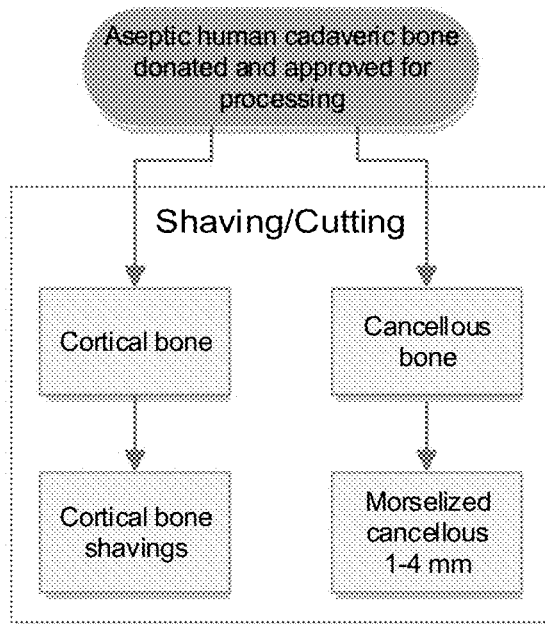 Aseptic human cadaveric bone
donated and approved for
processing
Shaving/Cutting
Cortical bone
Cancellous
bone
Cortical bone
shavings
Morselized
cancellous
1-4 mm